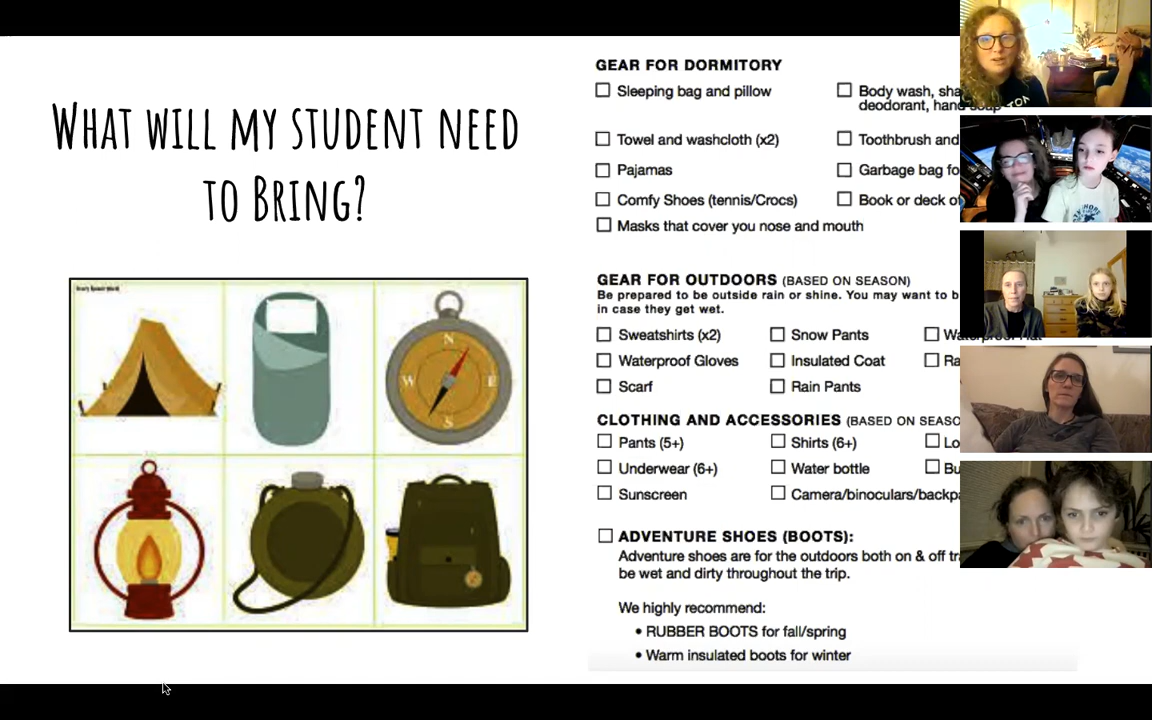 What will my student need
to Bring?
N
W
E
S
GEAR FOR DORMITORY
Sleeping bag and pillow
Body wash, sha
deodorant, hand soap
Towel and washcloth (x2)
Toothbrush and
Pajamas
Garbage bag fo
Comfy Shoes (tennis/Crocs)
Book or deck o
Masks that cover you nose and mouth
GEAR FOR OUTDOORS (BASED ON SEASON)
Be prepared to be outside rain or shine. You may want to b
in case they get wet.
Sweatshirts (x2)
Snow Pants
Waterproof Hat
Waterproof Gloves
Insulated Coat
Ra
Scarf
Rain Pants
CLOTHING AND ACCESSORIES (BASED ON SEASO
Pants (5+)
Shirts (6+)
Lo
Underwear (6+)
Water bottle
Bu
Sunscreen
Camera/binoculars/backpa
ADVENTURE SHOES (BOOTS):
Adventure shoes are for the outdoors both on & off tra
be wet and dirty throughout the trip.
We highly recommend:
• RUBBER BOOTS for fall/spring
• Warm insulated boots for winter